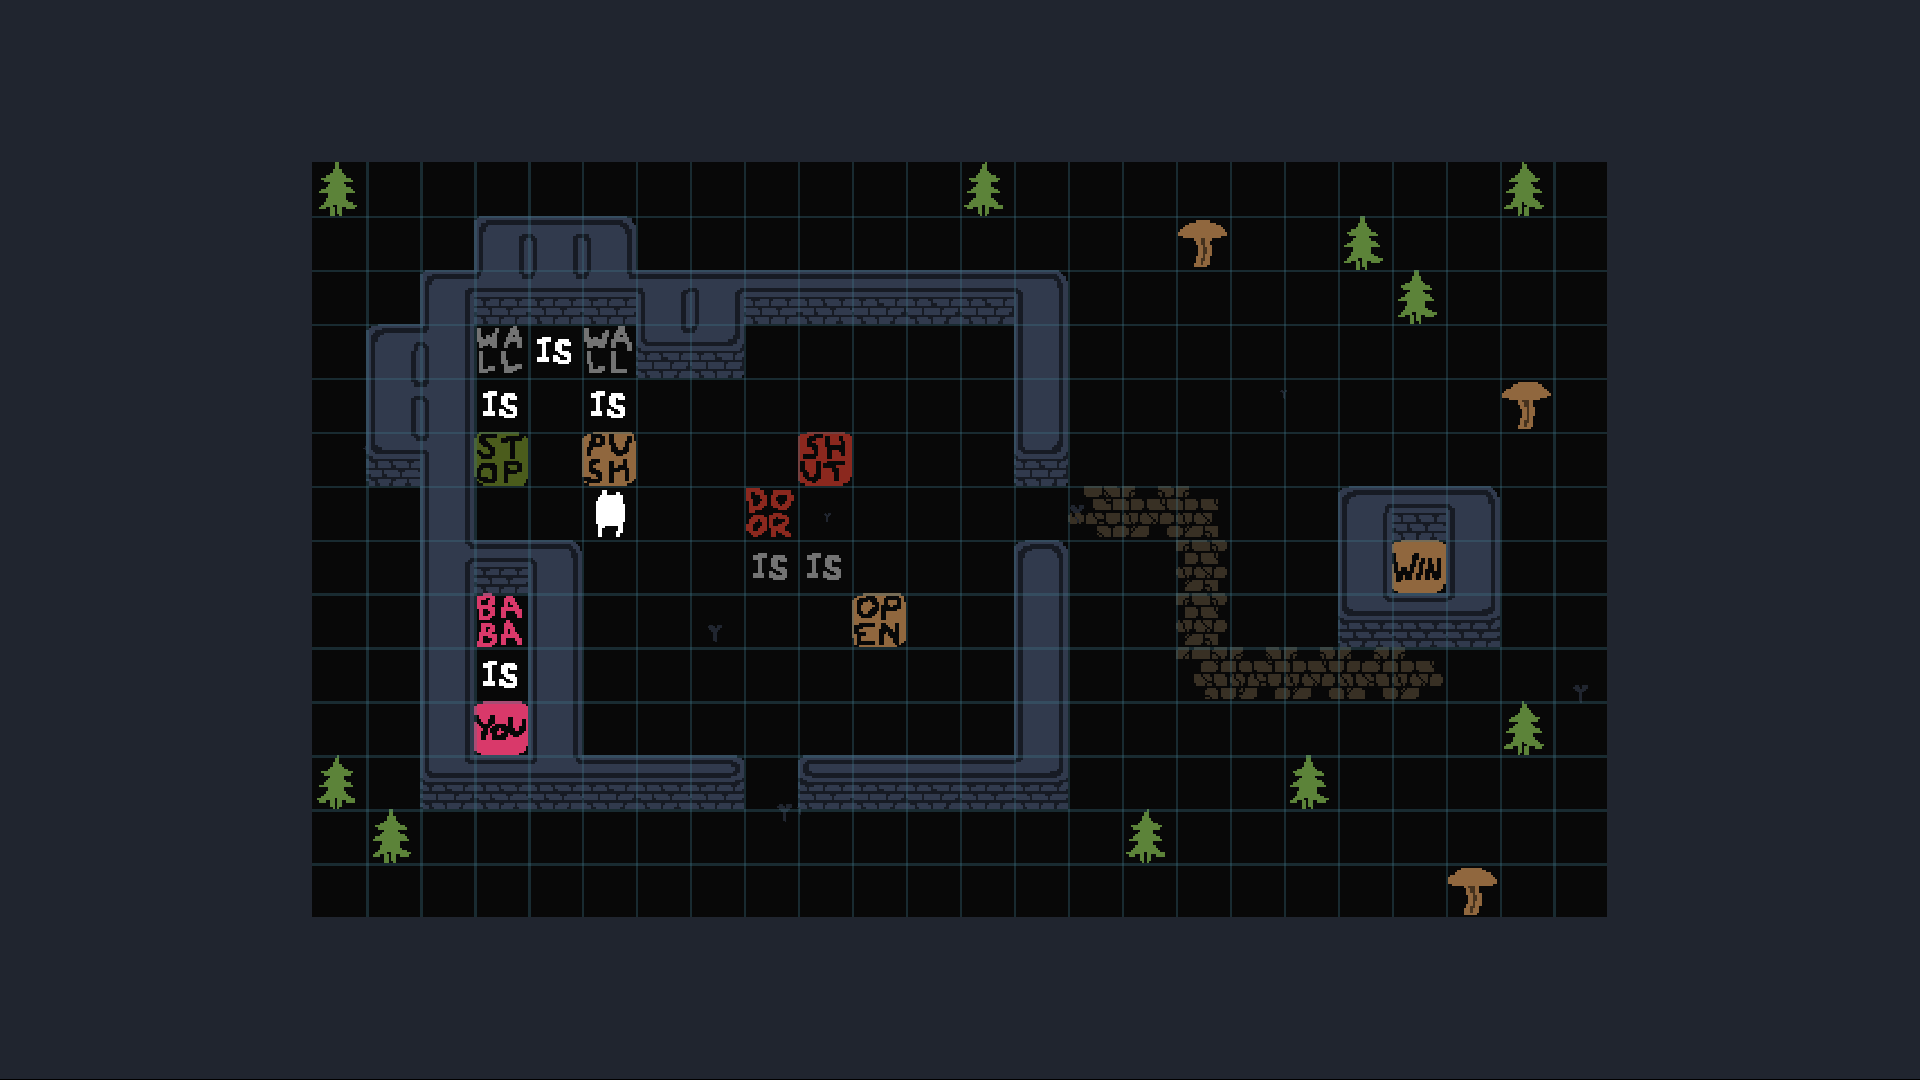 WALL IS WALL
IS IS
STOP PUSH SHUT
DOOR
IS IS
BABA OPEN
IS
YOU
WIN